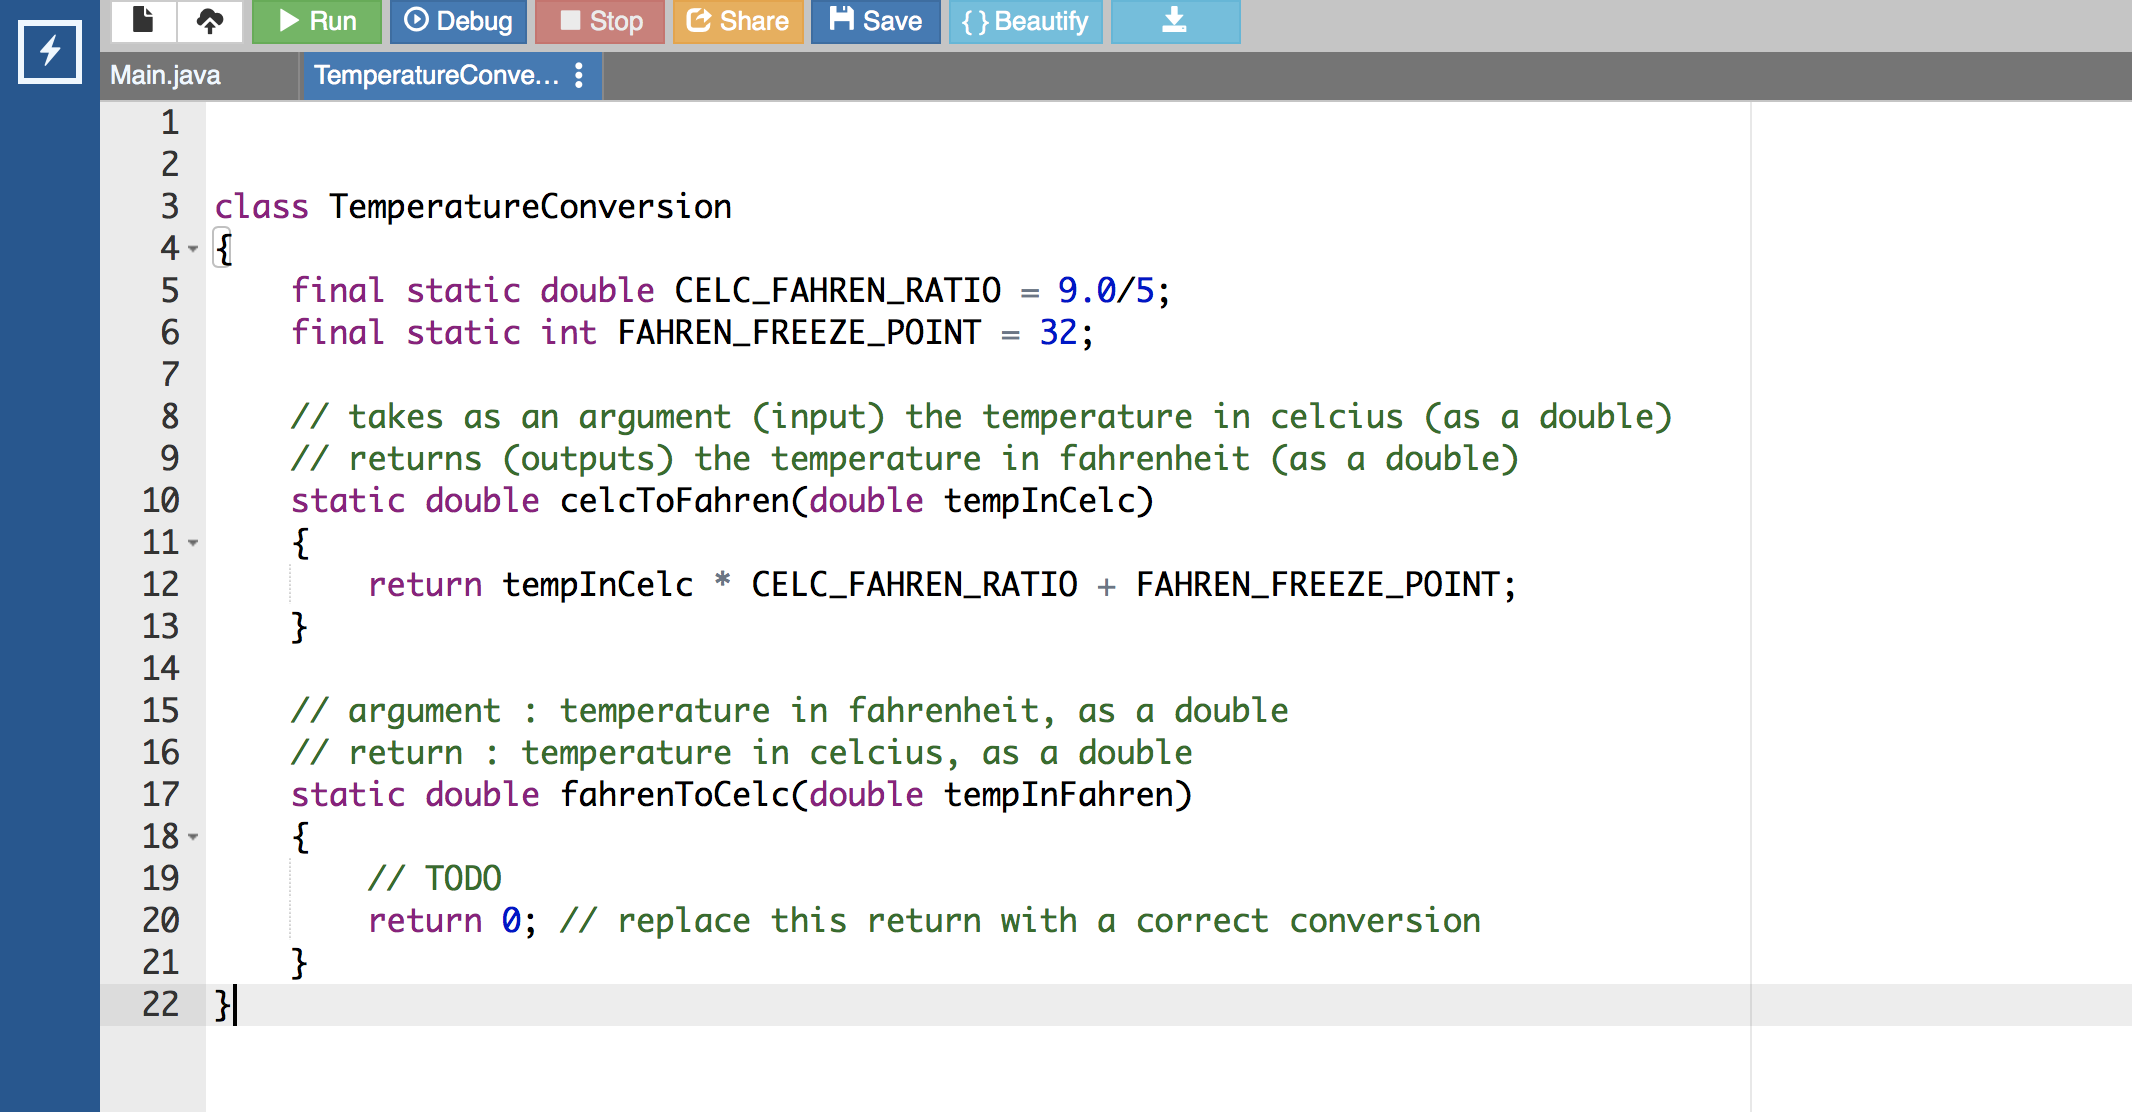 Run Debug Stop Share Save { } Beautify
Main.java TemperatureConve...
1
2
3 class TemperatureConversion
4 {
5     final static double CELC_FAHREN_RATIO = 9.0/5;
6     final static int FAHREN_FREEZE_POINT = 32;
7
8     // takes as an argument (input) the temperature in celcius (as a double)
9     // returns (outputs) the temperature in fahrenheit (as a double)
10     static double celcToFahren(double tempInCelc)
11     {
12         return tempInCelc * CELC_FAHREN_RATIO + FAHREN_FREEZE_POINT;
13     }
14
15     // argument : temperature in fahrenheit, as a double
16     // return : temperature in celcius, as a double
17     static double fahrenToCelc(double tempInFahren)
18     {
19         // TODO
20         return 0; // replace this return with a correct conversion
21     }
22 }